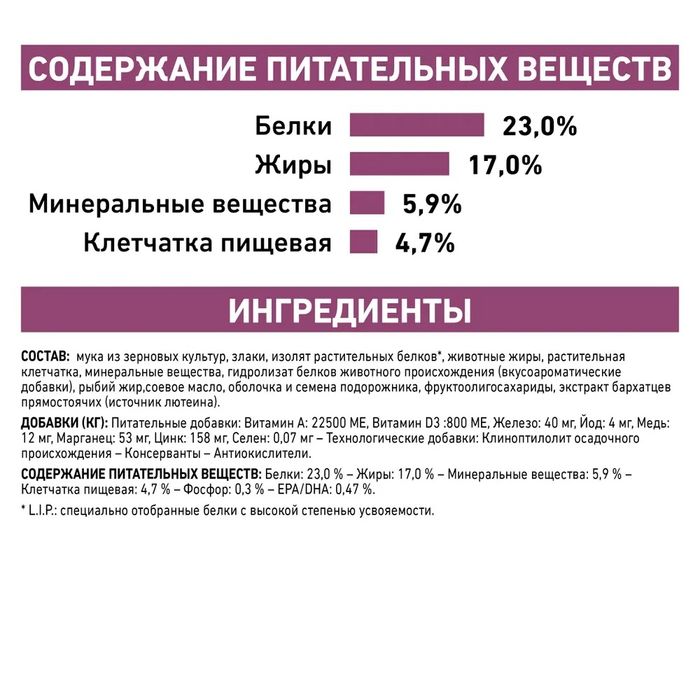 СОДЕРЖАНИЕ ПИТАТЕЛЬНЫХ ВЕЩЕСТВ
Белки 23,0%
Жиры 17,0%
Минеральные вещества 5,9%
Клетчатка пищевая 4,7%
ИНГРЕДИЕНТЫ
СОСТАВ: мука из зерновых культур, злаки, изолят растительных белков*, животные жиры, растительная
клетчатка, минеральные вещества, гидролизат белков животного происхождения (вкусоароматические
добавки), рыбий жир,соевое масло, оболочка и семена подорожника, фруктоолигосахариды, экстракт бархатцев
прямостоячих (источник лютеина).
ДОБАВКИ (КГ): Питательные добавки: Витамин А: 22500 МЕ, Витамин D3 :800 МЕ, Железо: 40 мг, Йод: 4 мг, Медь:
12 мг, Марганец: 53 мг, Цинк: 158 мг, Селен: 0,07 мг – Технологические добавки: Клиноптилолит осадочного
происхождения – Консерванты – Антиокислители.
СОДЕРЖАНИЕ ПИТАТЕЛЬНЫХ ВЕЩЕСТВ: Белки: 23,0 % – Жиры: 17,0 % – Минеральные вещества: 5,9 % –
Клетчатка пищевая: 4,7 % – Фосфор: 0,3 % – EPA/DHA: 0,47 %.
* L.I.P.: специально отобранные белки с высокой степенью усвояемости.